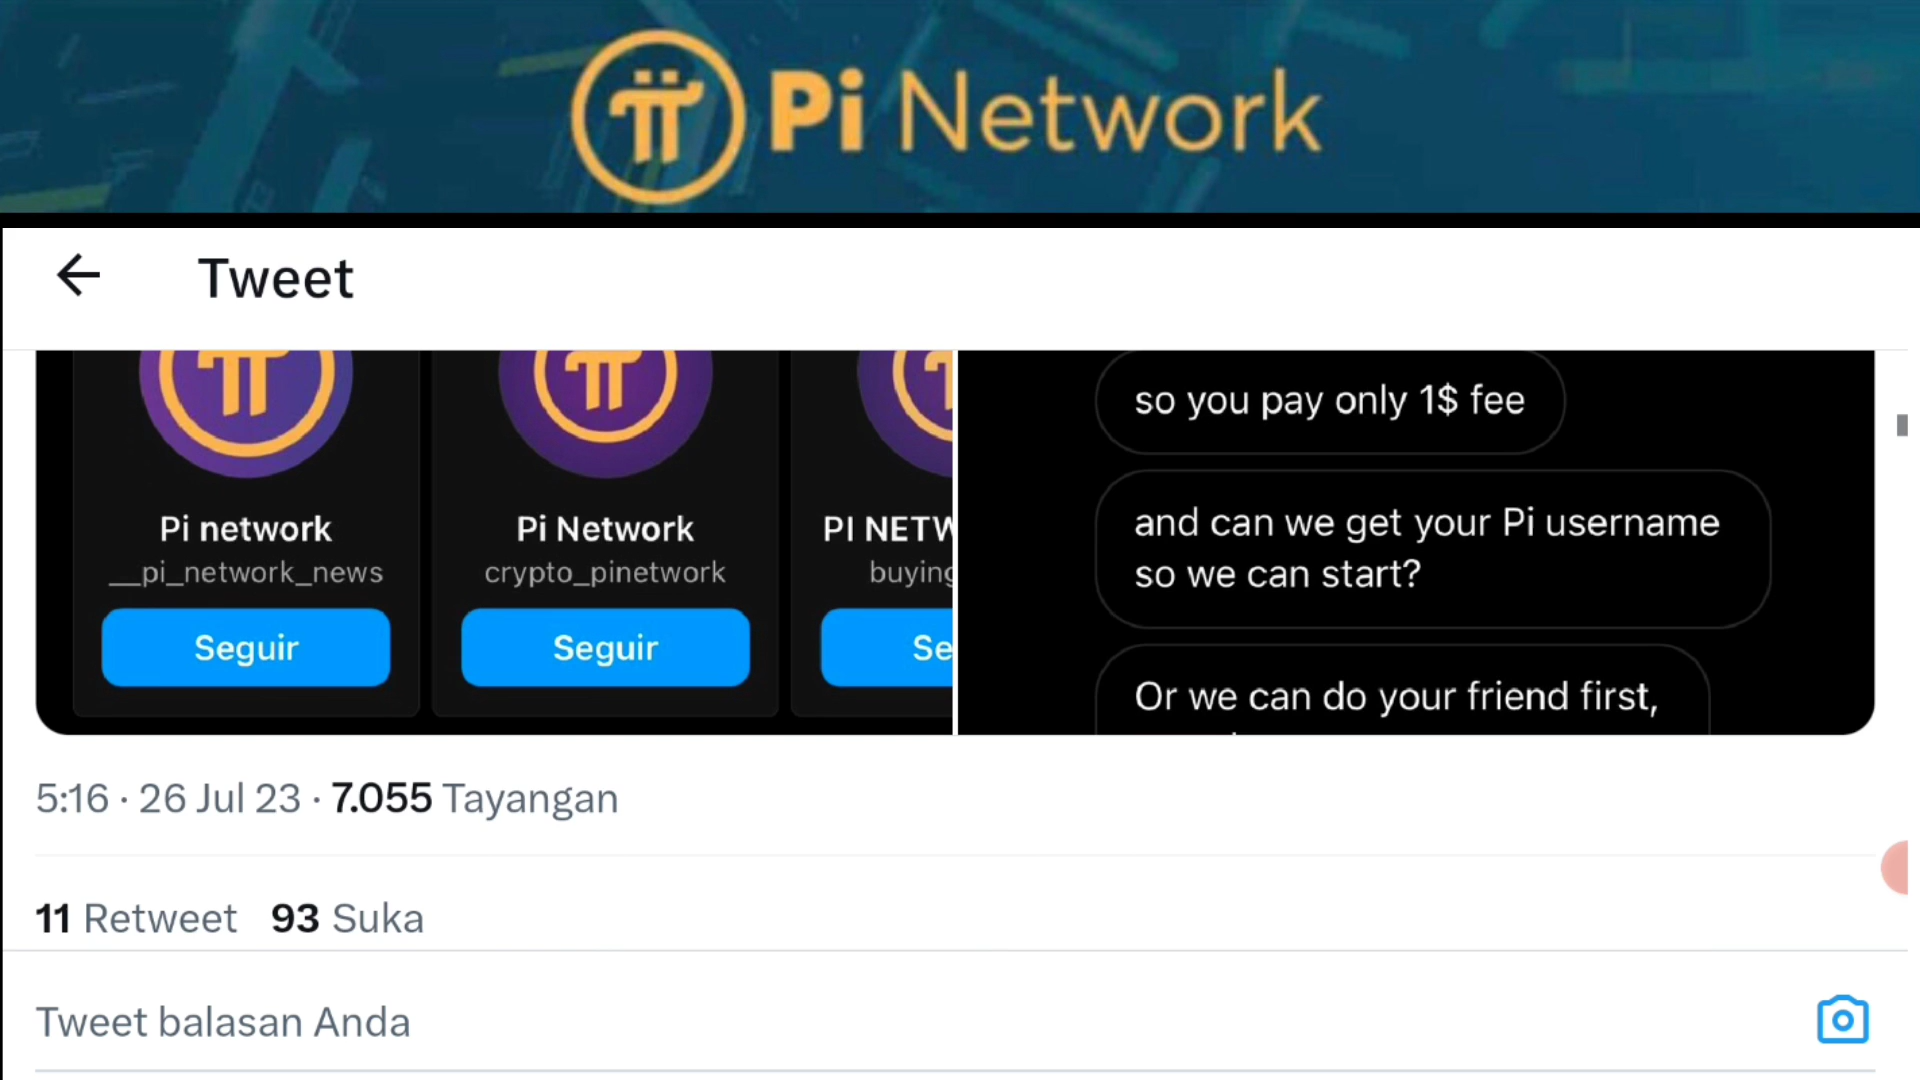 Pi Network
Tweet
Pi network
__pi_network_news
Seguir
Pi Network
crypto_pinetwork
Seguir
PI NETW
buying
Se
so you pay only 1$ fee
and can we get your Pi username
so we can start?
Or we can do your friend first,
5:16 · 26 Jul 23 · 7.055 Tayangan
11 Retweet 93 Suka
Tweet balasan Anda